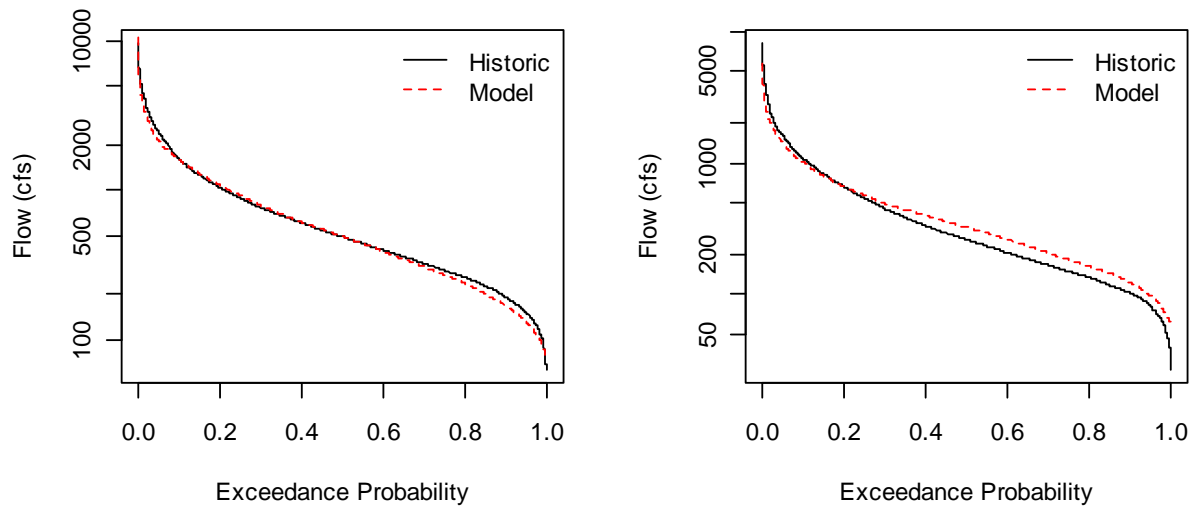 Flow (cfs)
10000
2000
500
100
Historic
Model
0.0 0.2 0.4 0.6 0.8 1.0
Exceedance Probability
Flow (cfs)
5000
1000
200
50
Historic
Model
0.0 0.2 0.4 0.6 0.8 1.0
Exceedance Probability